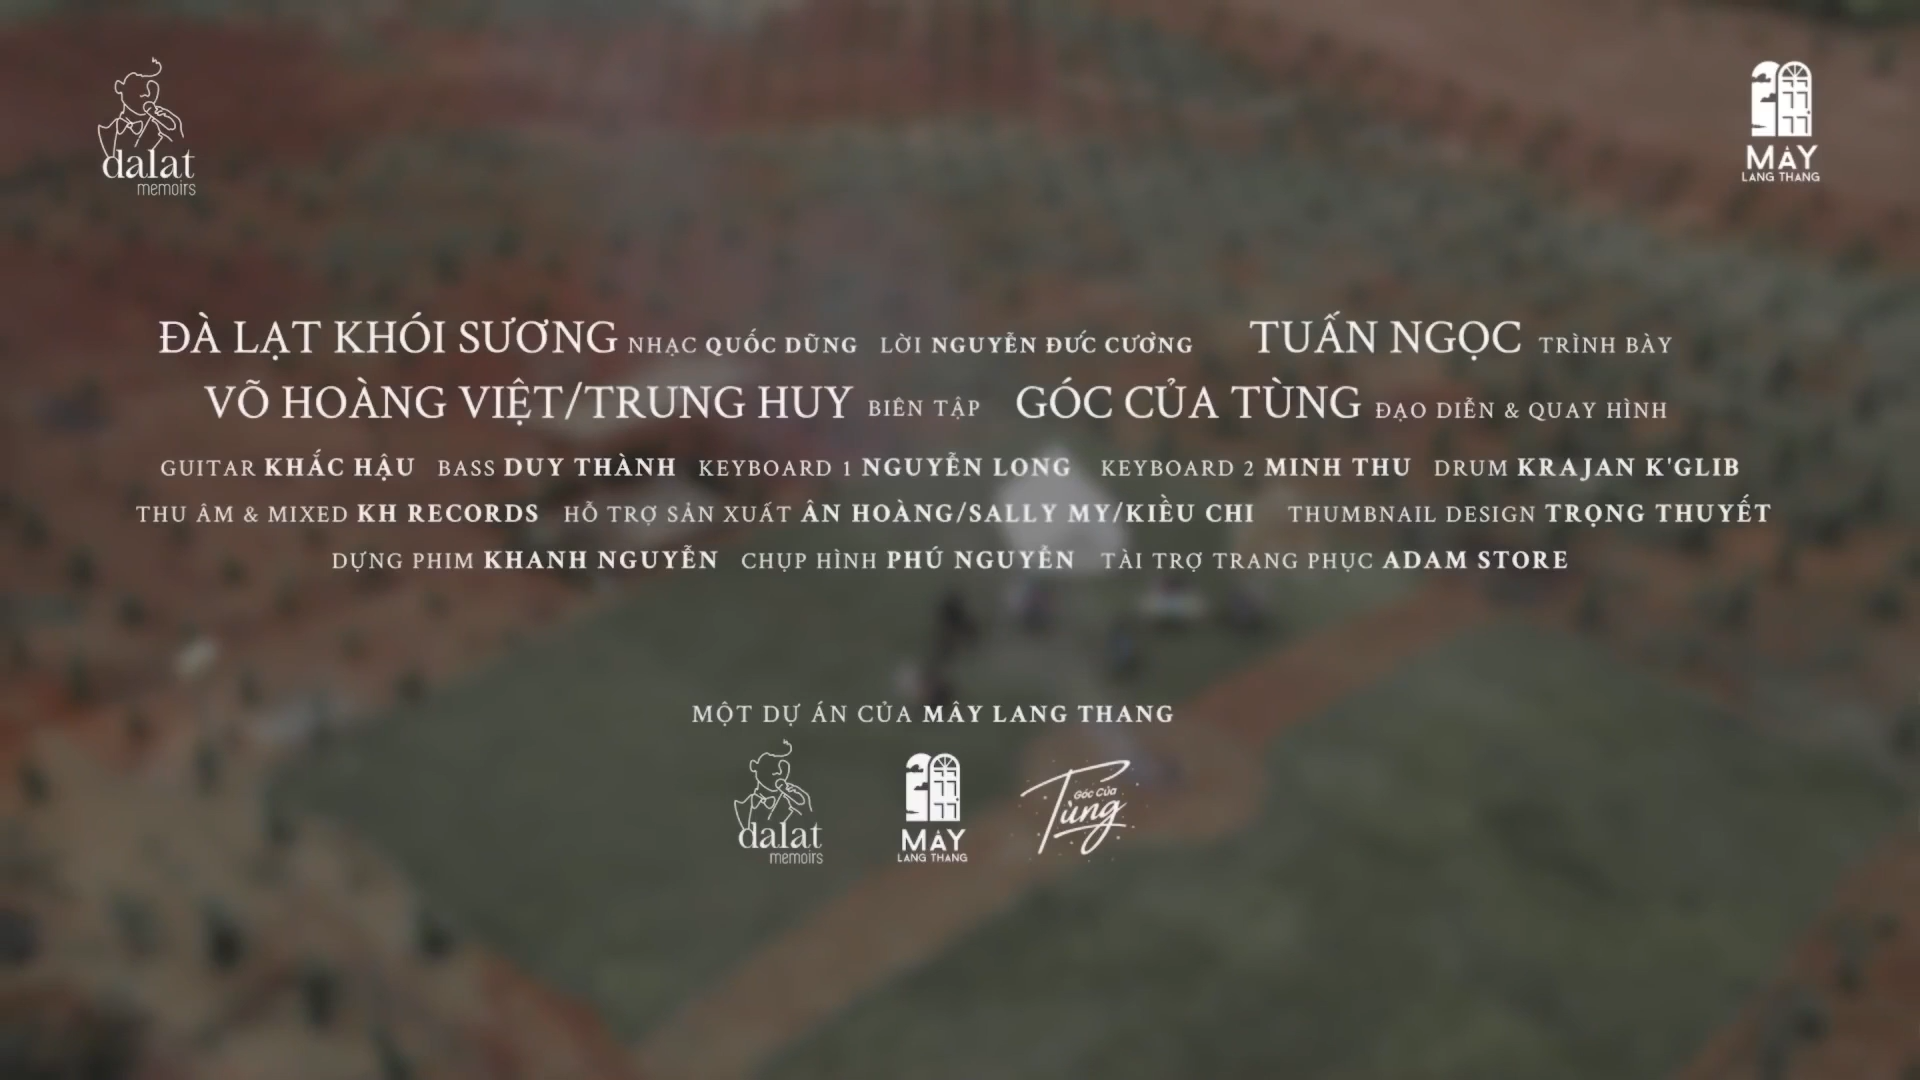 dalat
memoirs
MÂY
LANG THANG
ĐÀ LẠT KHÓI SƯƠNG NHẠC QUỐC DŨNG LỜI NGUYỄN ĐỨC CƯỜNG TUẤN NGỌC TRÌNH BÀY
VÕ HOÀNG VIỆT/TRUNG HUY BIÊN TẬP GÓC CỦA TÙNG ĐẠO DIỄN & QUAY HÌNH
GUITAR KHẮC HẬU BASS DUY THÀNH KEYBOARD 1 NGUYỄN LONG KEYBOARD 2 MINH THU DRUM KRAJAN K'GLIB
THU ÂM & MIXED KH RECORDS HỖ TRỢ SẢN XUẤT ÂN HOÀNG/SALLY MY/KIỀU CHI THUMBNAIL DESIGN TRỌNG THUYẾT
DỰNG PHIM KHANH NGUYỄN CHỤP HÌNH PHÚ NGUYỄN TÀI TRỢ TRANG PHỤC ADAM STORE
MỘT DỰ ÁN CỦA MÂY LANG THANG
dalat
memoirs
MÂY
LANG THANG
Góc Của
Tùng